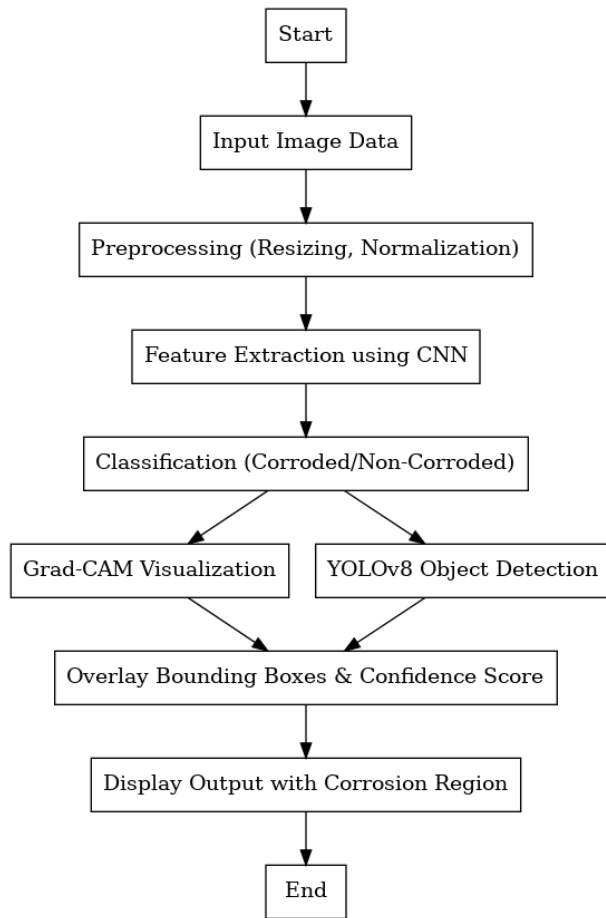 Start
Input Image Data
Preprocessing (Resizing, Normalization)
Feature Extraction using CNN
Classification (Corroded/Non-Corroded)
Grad-CAM Visualization
YOLOv8 Object Detection
Overlay Bounding Boxes & Confidence Score
Display Output with Corrosion Region
End